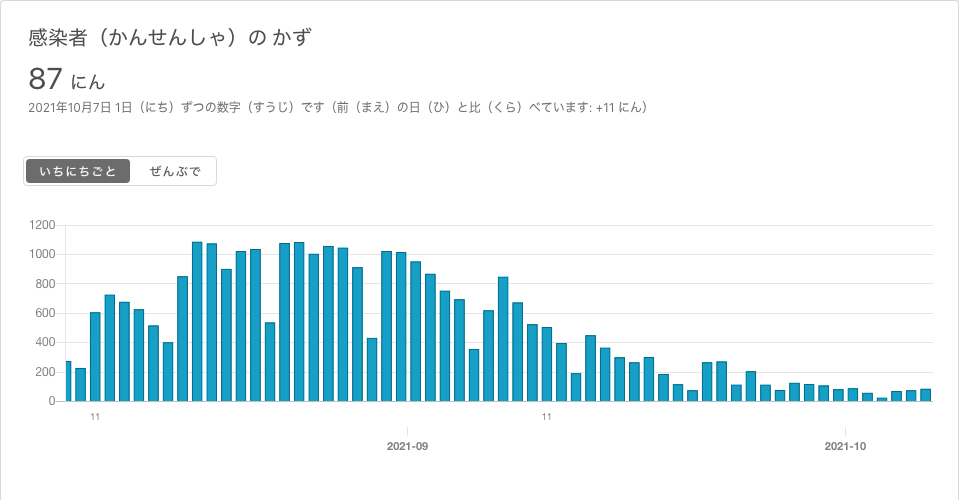 感染者（かんせんしゃ）の かず
87 にん
2021年10月7日 1日（にち）ずつの数字（すうじ）です（前（まえ）の日（ひ）と比（くら）べています: +11 にん）
いちにちごと ぜんぶで
1200
1000
800
600
400
200
0
11 11
2021-09 2021-10